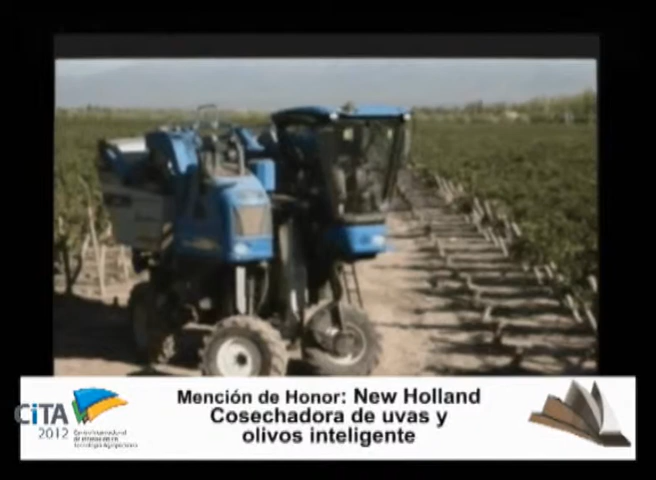 Mención de Honor: New Holland
Cosechadora de uvas y
olivos inteligente
CiTA
2012